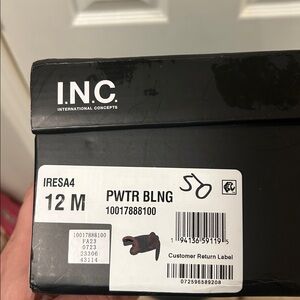 I.N.C.
INTERNATIONAL CONCEPTS
IRESA4
12 M
PWTR BLNG
10017888100
50
10017888100
FA23
0723
23306
43114
1 94136 59119 5
Customer Return Label
072596589208